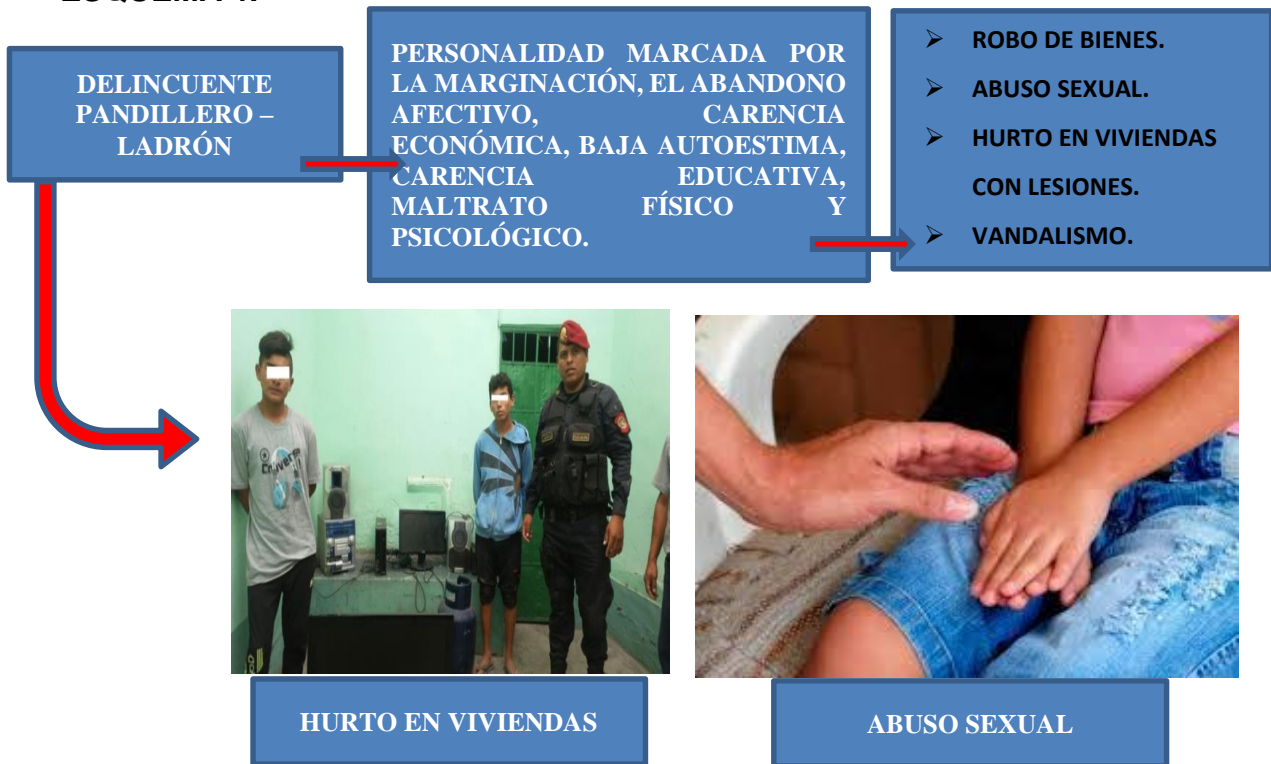 DELINCUENTE
PANDILLERO –
LADRÓN
PERSONALIDAD MARCADA POR
LA MARGINACIÓN, EL ABANDONO
AFECTIVO, CARENCIA
ECONÓMICA, BAJA AUTOESTIMA,
CARENCIA EDUCATIVA,
MALTRATO FÍSICO Y
PSICOLÓGICO.
➢ ROBO DE BIENES.
➢ ABUSO SEXUAL.
➢ HURTO EN VIVIENDAS
CON LESIONES.
➢ VANDALISMO.
HURTO EN VIVIENDAS
ABUSO SEXUAL